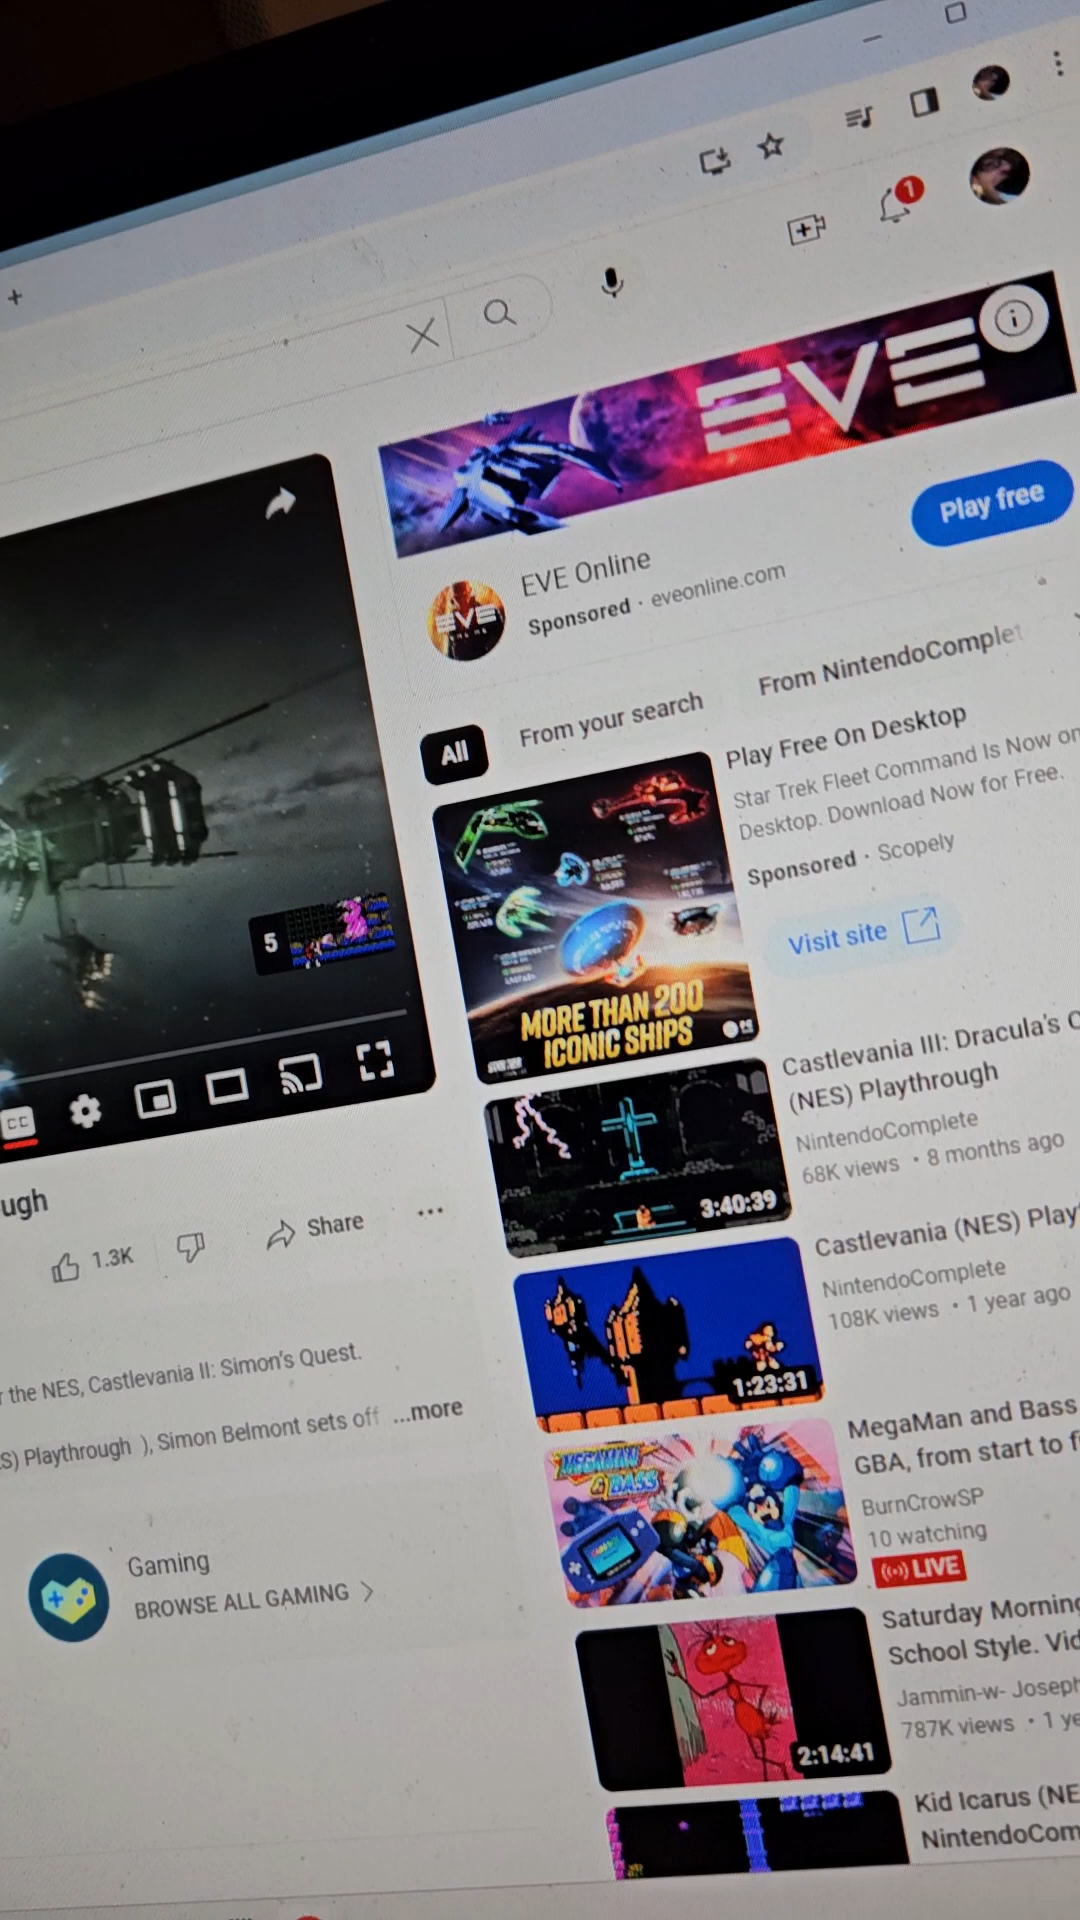 1
EVE
Play free
EVE Online
Sponsored · eveonline.com
All
From your search
From NintendoComplet
Play Free On Desktop
Star Trek Fleet Command Is Now on
Desktop. Download Now for Free.
Sponsored · Scopely
Visit site
MORE THAN 200
ICONIC SHIPS
5
CC
Castlevania III: Dracula's C
(NES) Playthrough
NintendoComplete
68K views • 8 months ago
3:40:39
Castlevania (NES) Play
NintendoComplete
108K views • 1 year ago
1:23:31
ugh
1.3K
Share
...
r the NES, Castlevania II: Simon's Quest.
S) Playthrough ), Simon Belmont sets off ...more
Gaming
BROWSE ALL GAMING
MegaMan and Bass
GBA, from start to fi
BurnCrowSP
10 watching
LIVE
MEGAMAN
& BASS
Saturday Morning
School Style. Vid
Jammin-w- Joseph
787K views • 1 ye
2:14:41
Kid Icarus (NE
NintendoCom